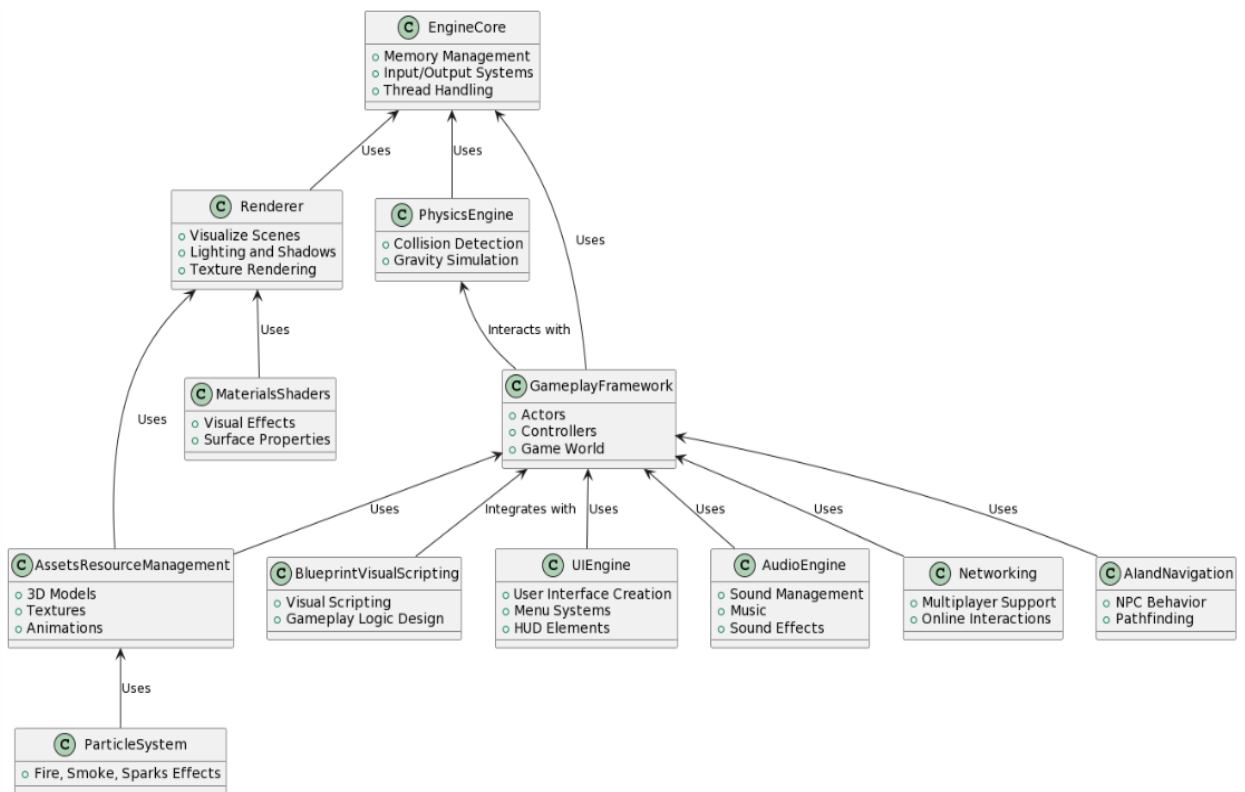 C EngineCore
Memory Management
Input/Output Systems
Thread Handling
Uses
Uses
Uses
C Renderer
Visualize Scenes
Lighting and Shadows
Texture Rendering
C PhysicsEngine
Collision Detection
Gravity Simulation
Uses
Interacts with
Uses
C MaterialsShaders
Visual Effects
Surface Properties
C GameplayFramework
Actors
Controllers
Game World
Uses
Integrates with
Uses
Uses
Uses
Uses
C AssetsResourceManagement
3D Models
Textures
Animations
C BlueprintVisualScripting
Visual Scripting
Gameplay Logic Design
C UIEngine
User Interface Creation
Menu Systems
HUD Elements
C AudioEngine
Sound Management
Music
Sound Effects
C Networking
Multiplayer Support
Online Interactions
C AIandNavigation
NPC Behavior
Pathfinding
Uses
C ParticleSystem
Fire, Smoke, Sparks Effects